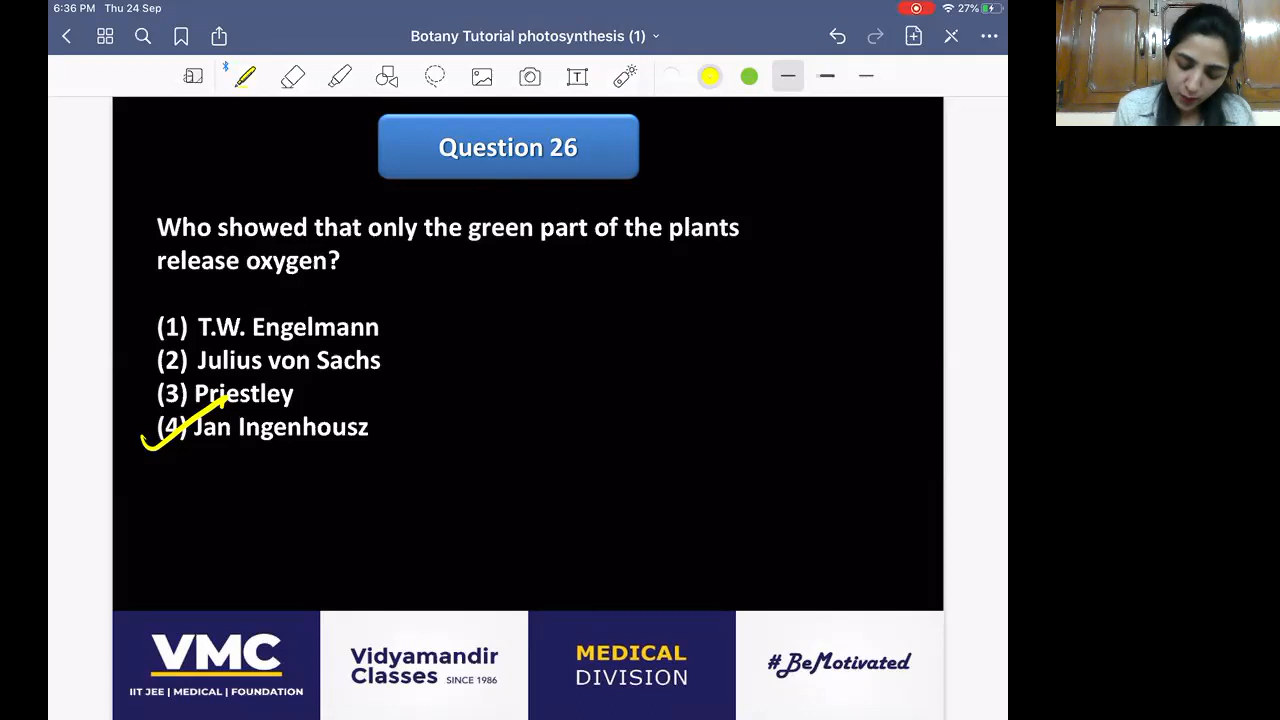 6:36 PM Thu 24 Sep
27%
Botany Tutorial photosynthesis (1)
T
Question 26
Who showed that only the green part of the plants
release oxygen?
(1) T.W. Engelmann
(2) Julius von Sachs
(3) Priestley
(4) Jan Ingenhousz
VMC
IIT JEE | MEDICAL | FOUNDATION
Vidyamandir
Classes SINCE 1986
MEDICAL
DIVISION
#BeMotivated